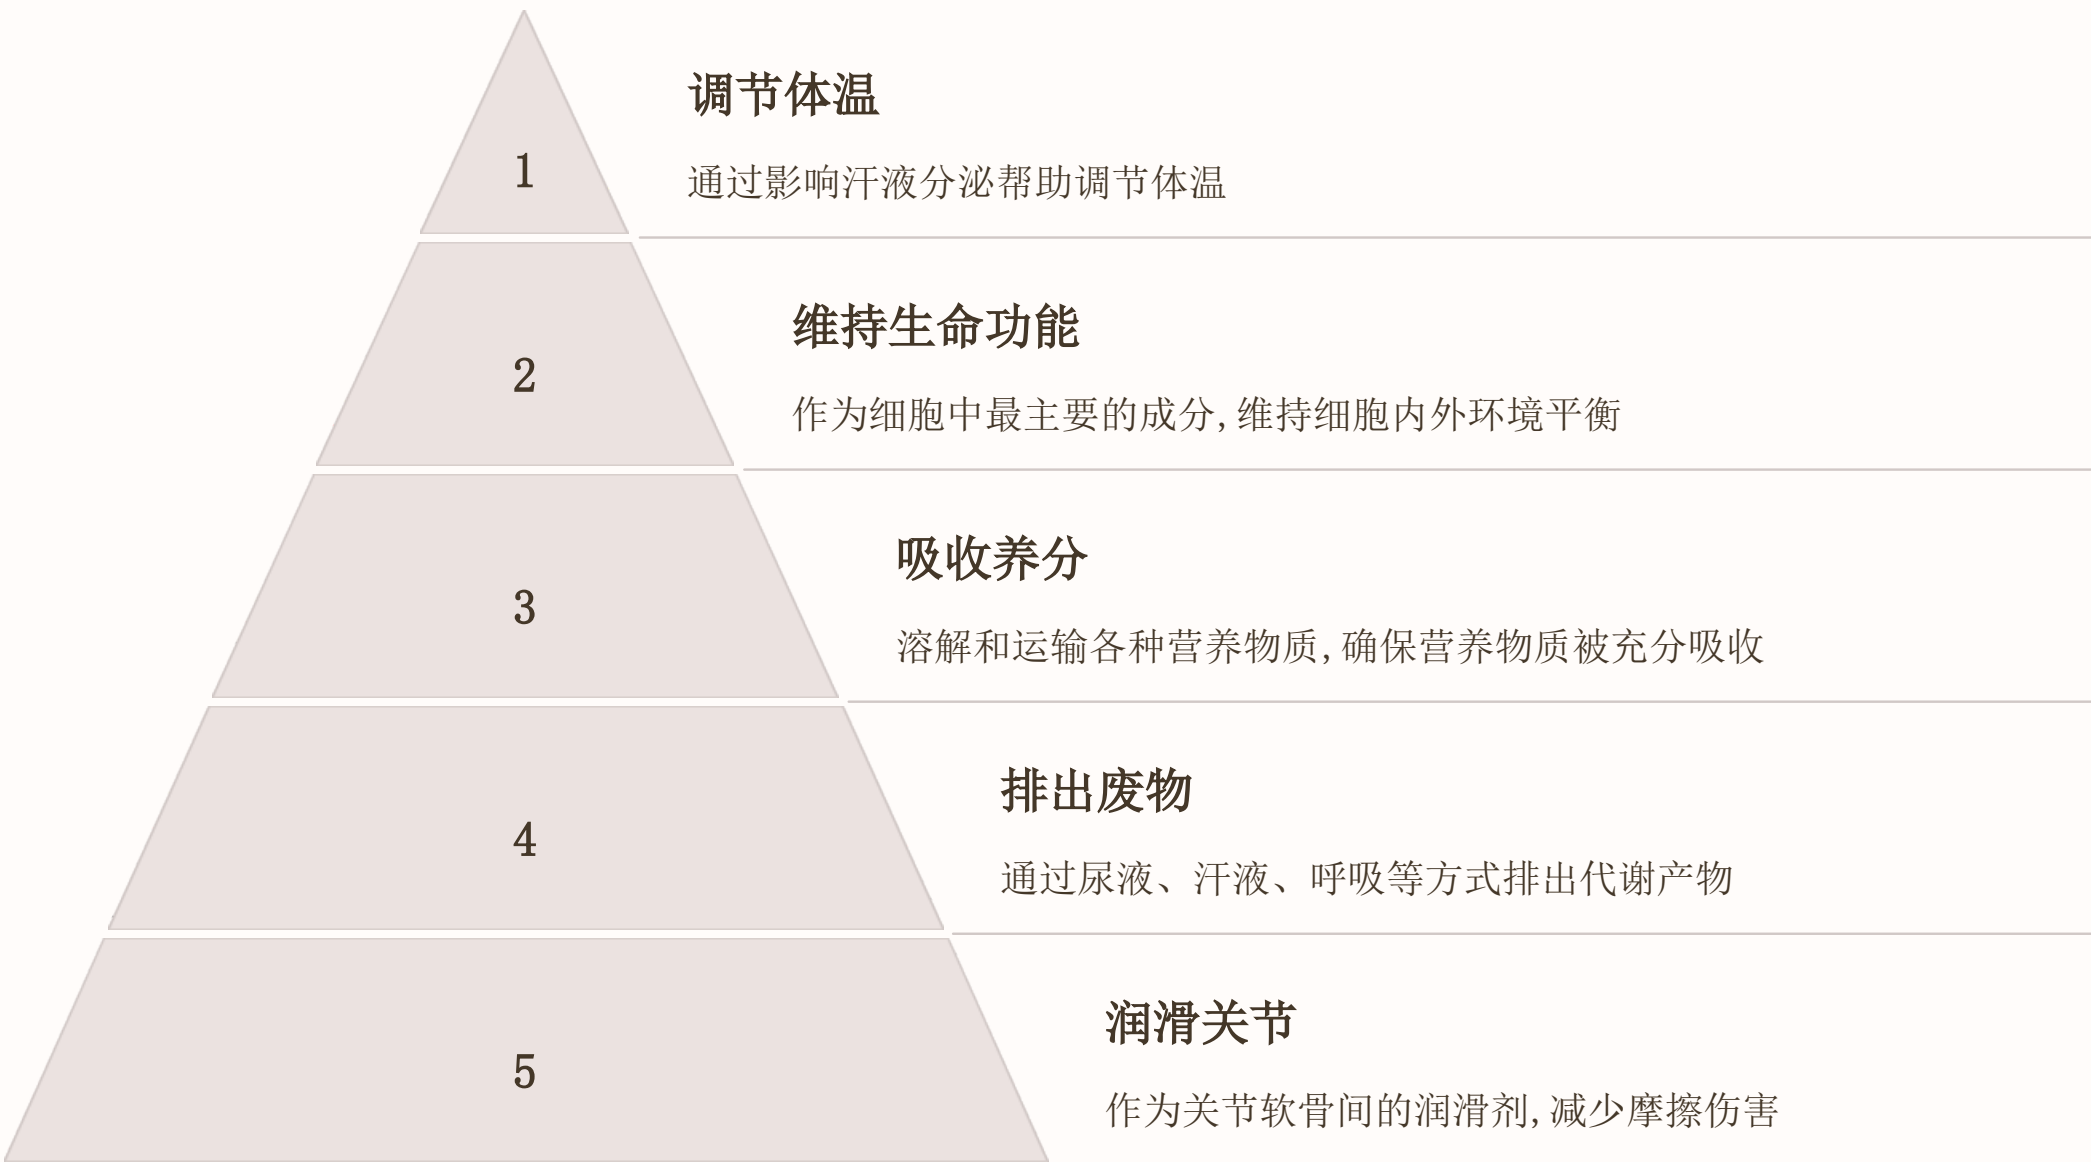 1
调节体温
通过影响汗液分泌帮助调节体温
2
维持生命功能
作为细胞中最主要的成分,维持细胞内外环境平衡
3
吸收养分
溶解和运输各种营养物质,确保营养物质被充分吸收
4
排出废物
通过尿液、汗液、呼吸等方式排出代谢产物
5
润滑关节
作为关节软骨间的润滑剂,减少摩擦伤害